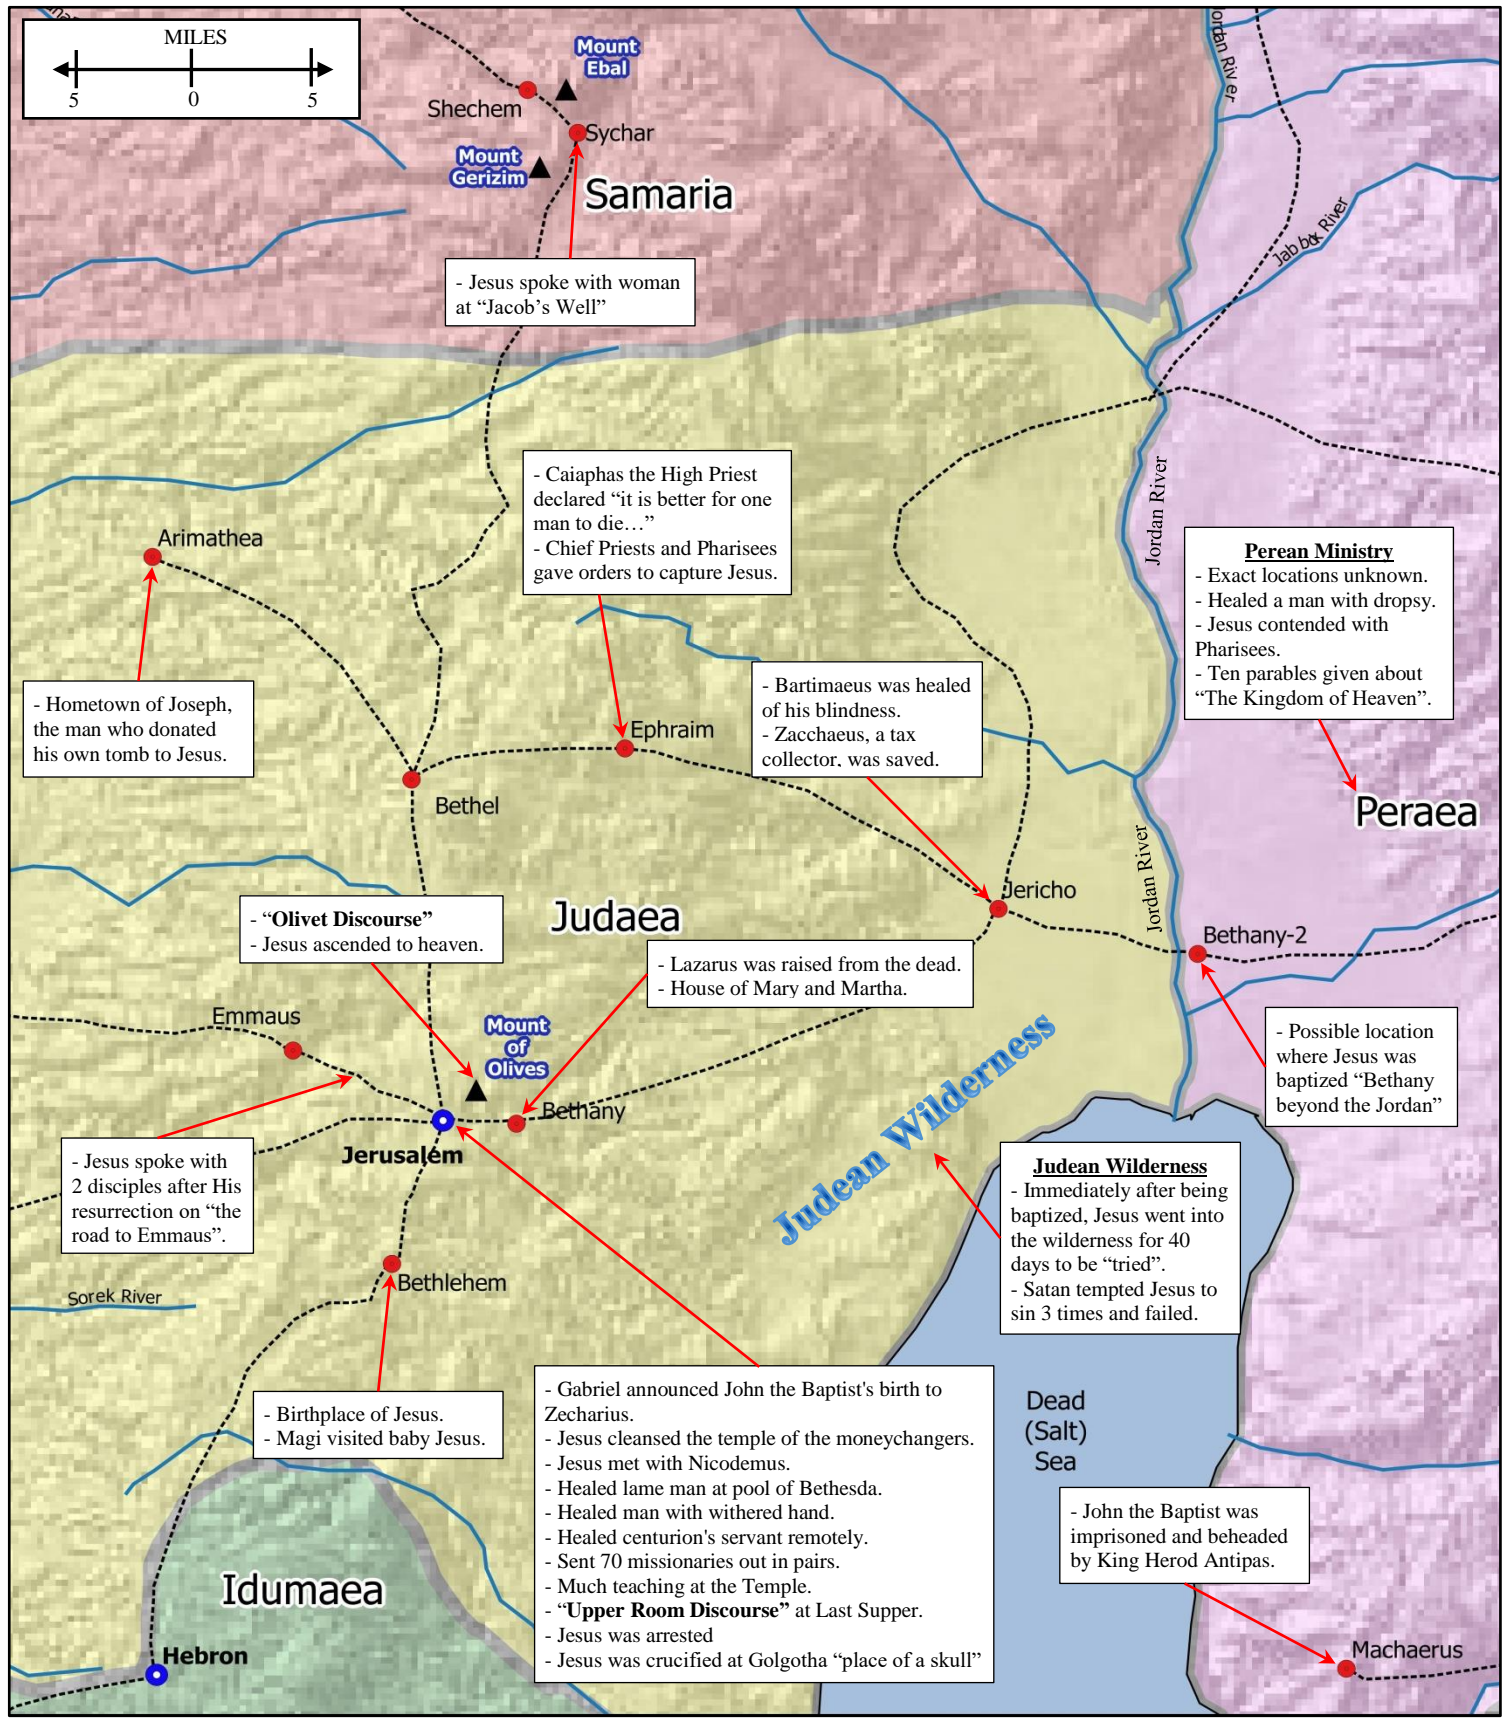 MILES
5 0 5
Mount
Ebal
Shechem
Sychar
Mount
Gerizim
Samaria
Jordan River
Jabbok River
- Jesus spoke with woman
at “Jacob’s Well”
- Caiaphas the High Priest
declared “it is better for one
man to die…”
- Chief Priests and Pharisees
gave orders to capture Jesus.
Jordan River
Arimathea
Perean Ministry
- Exact locations unknown.
- Healed a man with dropsy.
- Jesus contended with
Pharisees.
- Ten parables given about
“The Kingdom of Heaven”.
- Hometown of Joseph,
the man who donated
his own tomb to Jesus.
- Bartimaeus was healed
of his blindness.
- Zacchaeus, a tax
collector, was saved.
Ephraim
Bethel
Peraea
Jordan River
Jericho
Judaea
- “Olivet Discourse”
- Jesus ascended to heaven.
Bethany-2
- Lazarus was raised from the dead.
- House of Mary and Martha.
Emmaus
Mount
of
Olives
- Possible location
where Jesus was
baptized “Bethany
beyond the Jordan”
Bethany
Jerusalem
Judean Wilderness
- Jesus spoke with
2 disciples after His
resurrection on “the
road to Emmaus”.
Judean Wilderness
- Immediately after being
baptized, Jesus went into
the wilderness for 40
days to be “tried”.
- Satan tempted Jesus to
sin 3 times and failed.
Bethlehem
Sorek River
- Birthplace of Jesus.
- Magi visited baby Jesus.
- Gabriel announced John the Baptist's birth to
Zecharius.
- Jesus cleansed the temple of the moneychangers.
- Jesus met with Nicodemus.
- Healed lame man at pool of Bethesda.
- Healed man with withered hand.
- Healed centurion's servant remotely.
- Sent 70 missionaries out in pairs.
- Much teaching at the Temple.
- “Upper Room Discourse” at Last Supper.
- Jesus was arrested
- Jesus was crucified at Golgotha “place of a skull”
Dead
(Salt)
Sea
- John the Baptist was
imprisoned and beheaded
by King Herod Antipas.
Idumaea
Hebron
Machaerus